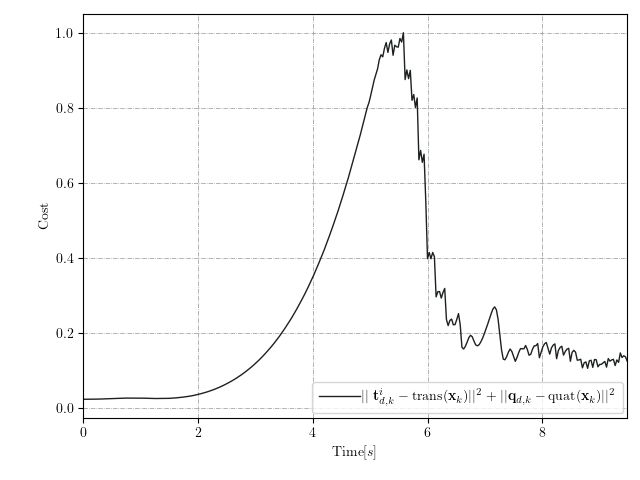 1.0
0.8
0.6
0.4
0.2
0.0
Cost
|| t^i_{d,k} − trans(x_k)||^2 + ||q_{d,k} − quat(x_k)||^2
0 2 4 6 8
Time[s]